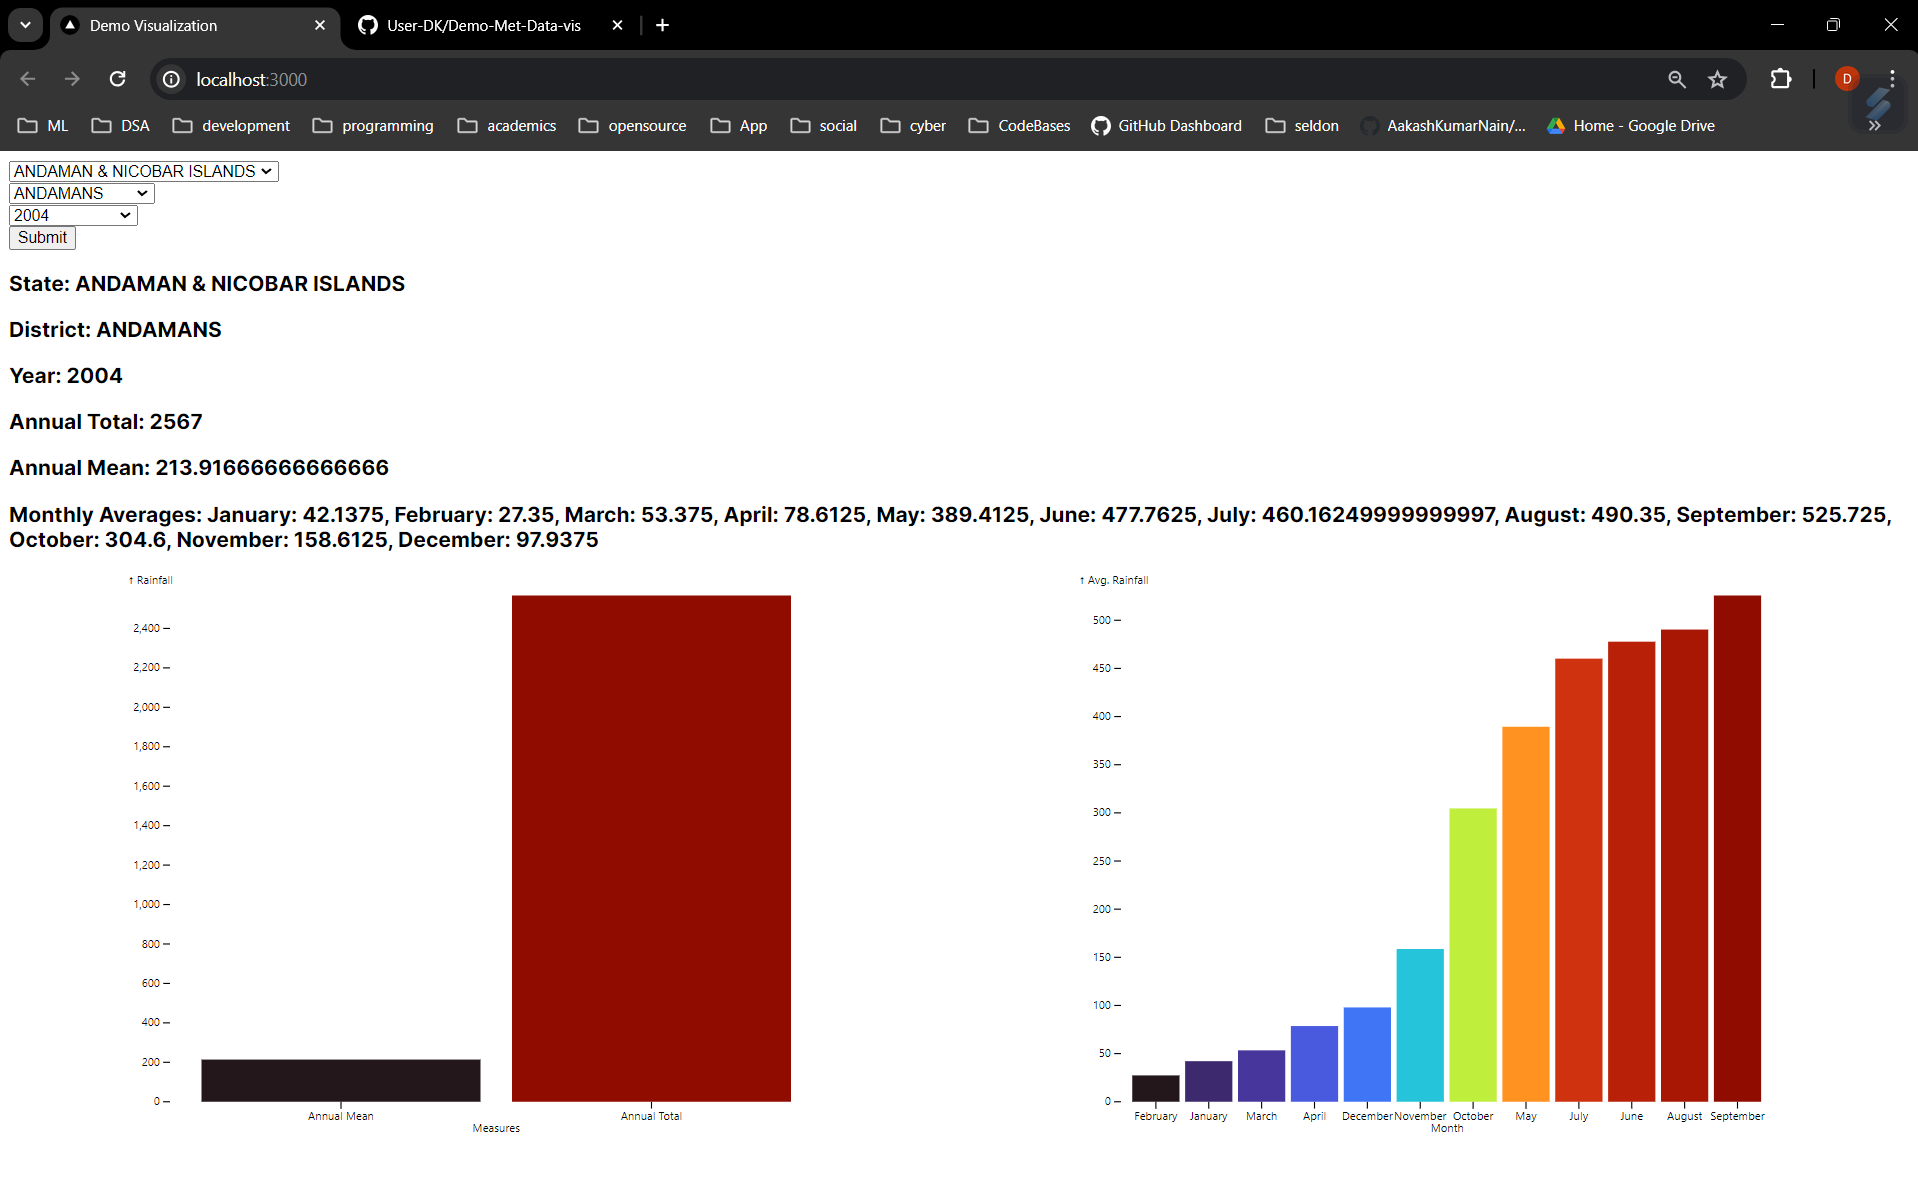 Demo Visualization
User-DK/Demo-Met-Data-vis
localhost:3000
D
ML DSA development programming academics opensource App social cyber CodeBases GitHub Dashboard seldon AakashKumarNain/... Home - Google Drive
ANDAMAN & NICOBAR ISLANDS
ANDAMANS
2004
Submit
State: ANDAMAN & NICOBAR ISLANDS
District: ANDAMANS
Year: 2004
Annual Total: 2567
Annual Mean: 213.91666666666666
Monthly Averages: January: 42.1375, February: 27.35, March: 53.375, April: 78.6125, May: 389.4125, June: 477.7625, July: 460.16249999999997, August: 490.35, September: 525.725,
October: 304.6, November: 158.6125, December: 97.9375
↑ Rainfall
2,400
2,200
2,000
1,800
1,600
1,400
1,200
1,000
800
600
400
200
0
Annual Mean Annual Total
Measures
↑ Avg. Rainfall
500
450
400
350
300
250
200
150
100
50
0
February January March April December November October May July June August September
Month